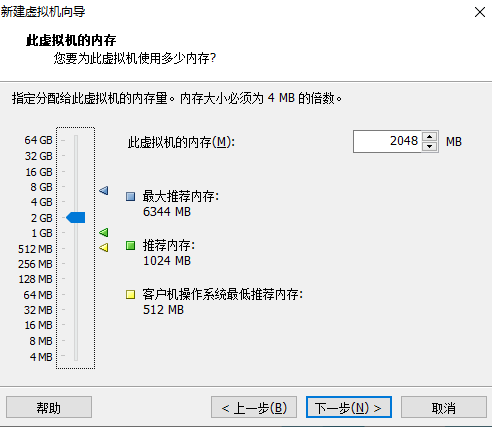 新建虚拟机向导
此虚拟机的内存
您要为此虚拟机使用多少内存?
指定分配给此虚拟机的内存量。内存大小必须为 4 MB 的倍数。
此虚拟机的内存(M): 2048 MB
64 GB
32 GB
16 GB
8 GB
4 GB
2 GB
1 GB
512 MB
256 MB
128 MB
64 MB
32 MB
16 MB
8 MB
4 MB
最大推荐内存:
6344 MB
推荐内存:
1024 MB
客户机操作系统最低推荐内存:
512 MB
帮助 < 上一步(B) 下一步(N) > 取消